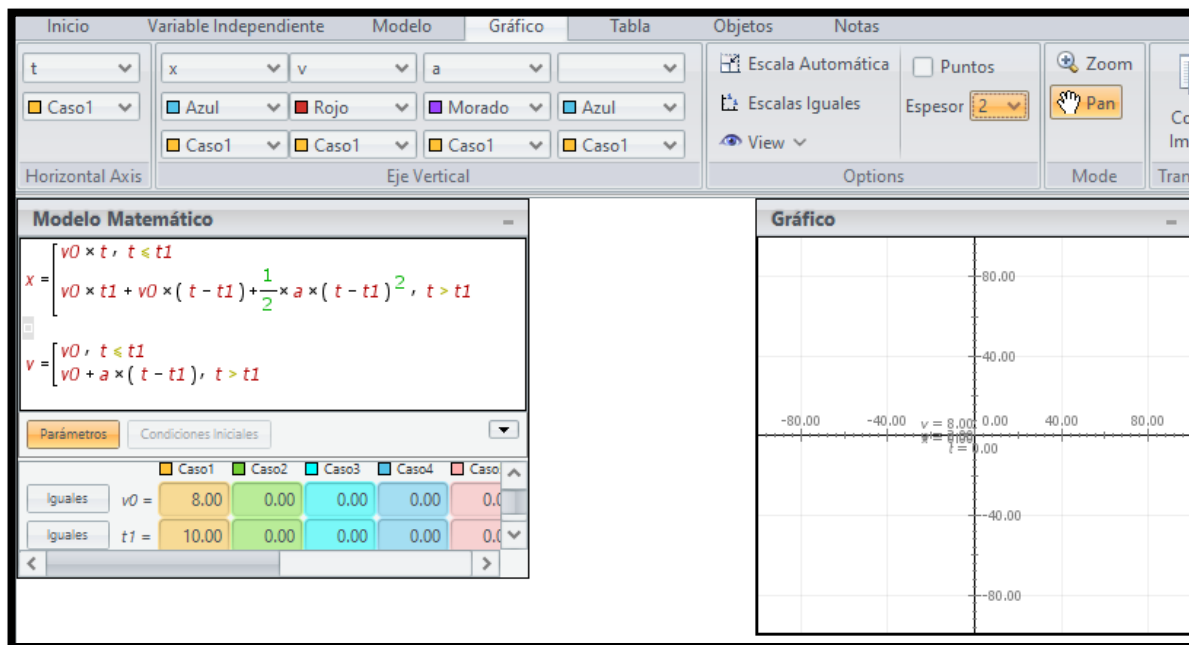 Inicio Variable Independiente Modelo Gráfico Tabla Objetos Notas
t x v a Escala Automática Puntos Zoom
Caso1 Azul Rojo Morado Azul Escalas Iguales Espesor 2 Pan
Caso1 Caso1 Caso1 Caso1 View
Horizontal Axis Eje Vertical Options Mode
Modelo Matemático
x = v0 × t, t ≤ t1
v0 × t1 + v0 × ( t - t1 ) + 1/2 × a × ( t - t1 )², t > t1
v = v0, t ≤ t1
v0 + a × ( t - t1 ), t > t1
Parámetros Condiciones Iniciales
Caso1 Caso2 Caso3 Caso4
Iguales v0 = 8.00 0.00 0.00 0.00
Iguales t1 = 10.00 0.00 0.00 0.00
Gráfico
80.00
40.00
-80.00 -40.00 v = 8.00 0.00 40.00 80.00
t = 0.00
-40.00
-80.00